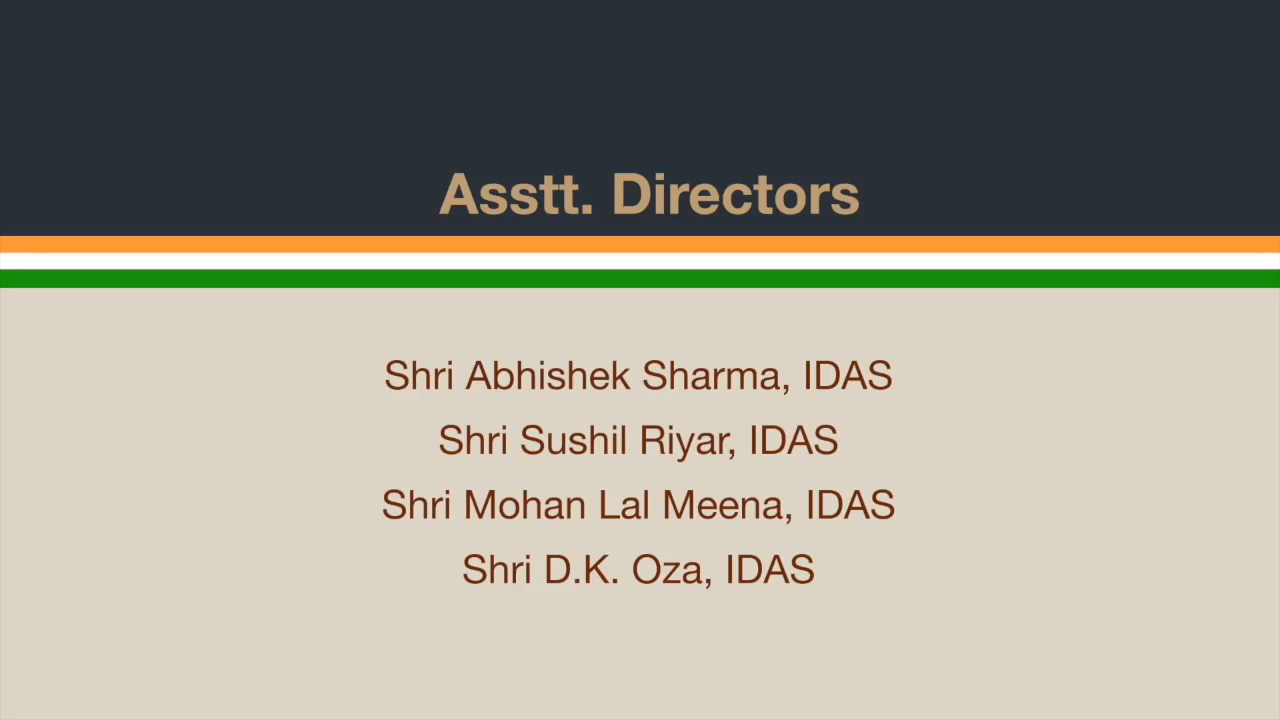 Asstt. Directors
Shri Abhishek Sharma, IDAS
Shri Sushil Riyar, IDAS
Shri Mohan Lal Meena, IDAS
Shri D.K. Oza, IDAS